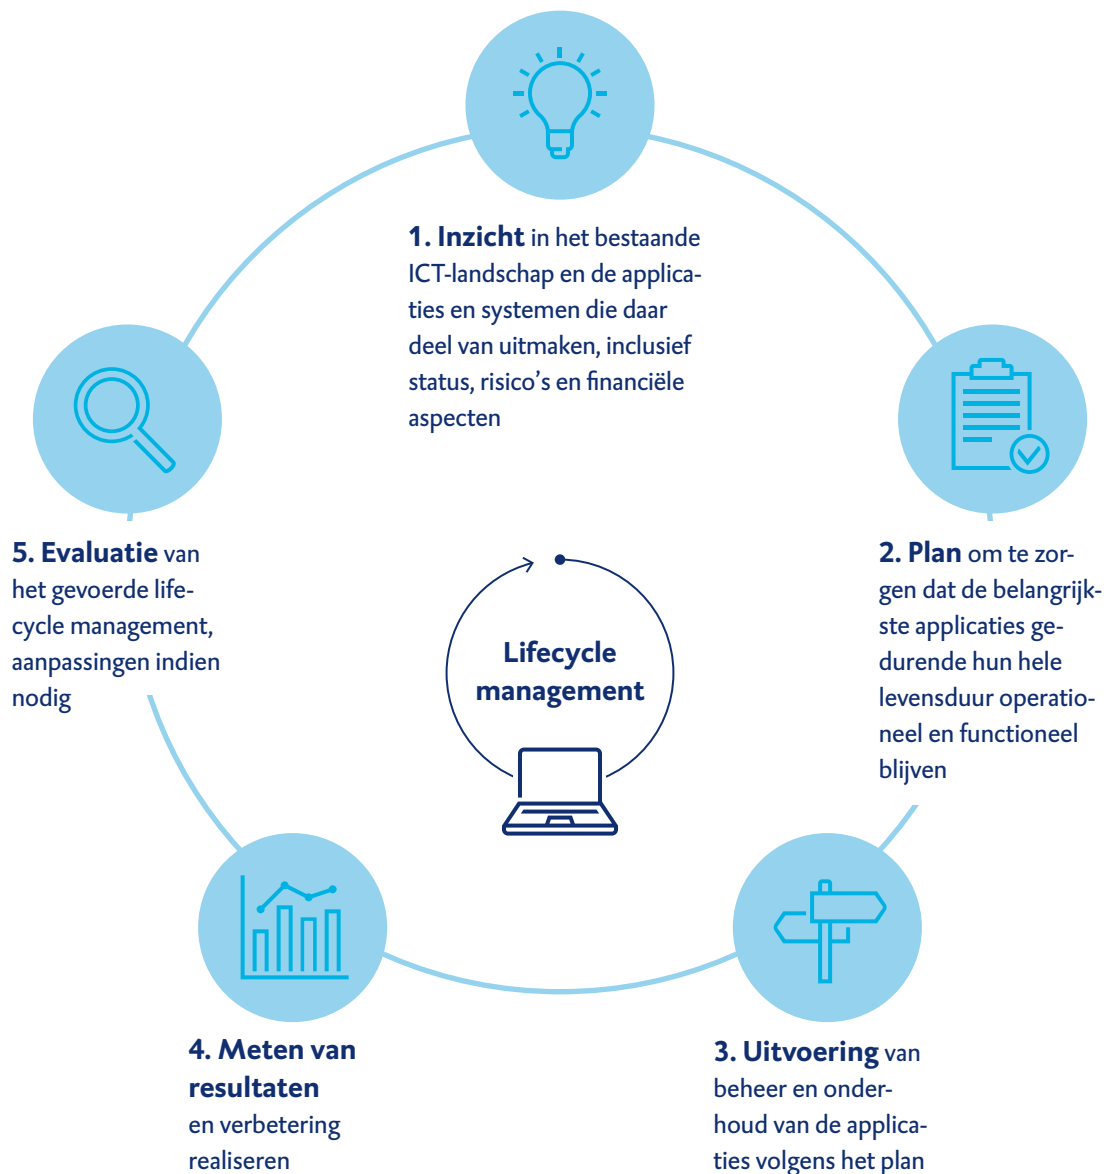 1. Inzicht in het bestaande
ICT-landschap en de applica-
ties en systemen die daar
deel van uitmaken, inclusief
status, risico's en financiële
aspecten
2. Plan om te zor-
gen dat de belangrijk-
ste applicaties ge-
durende hun hele
levensduur operatio-
neel en functioneel
blijven
3. Uitvoering van
beheer en onder-
houd van de applica-
ties volgens het plan
4. Meten van
resultaten
en verbetering
realiseren
5. Evaluatie van
het gevoerde life-
cycle management,
aanpassingen indien
nodig
Lifecycle
management